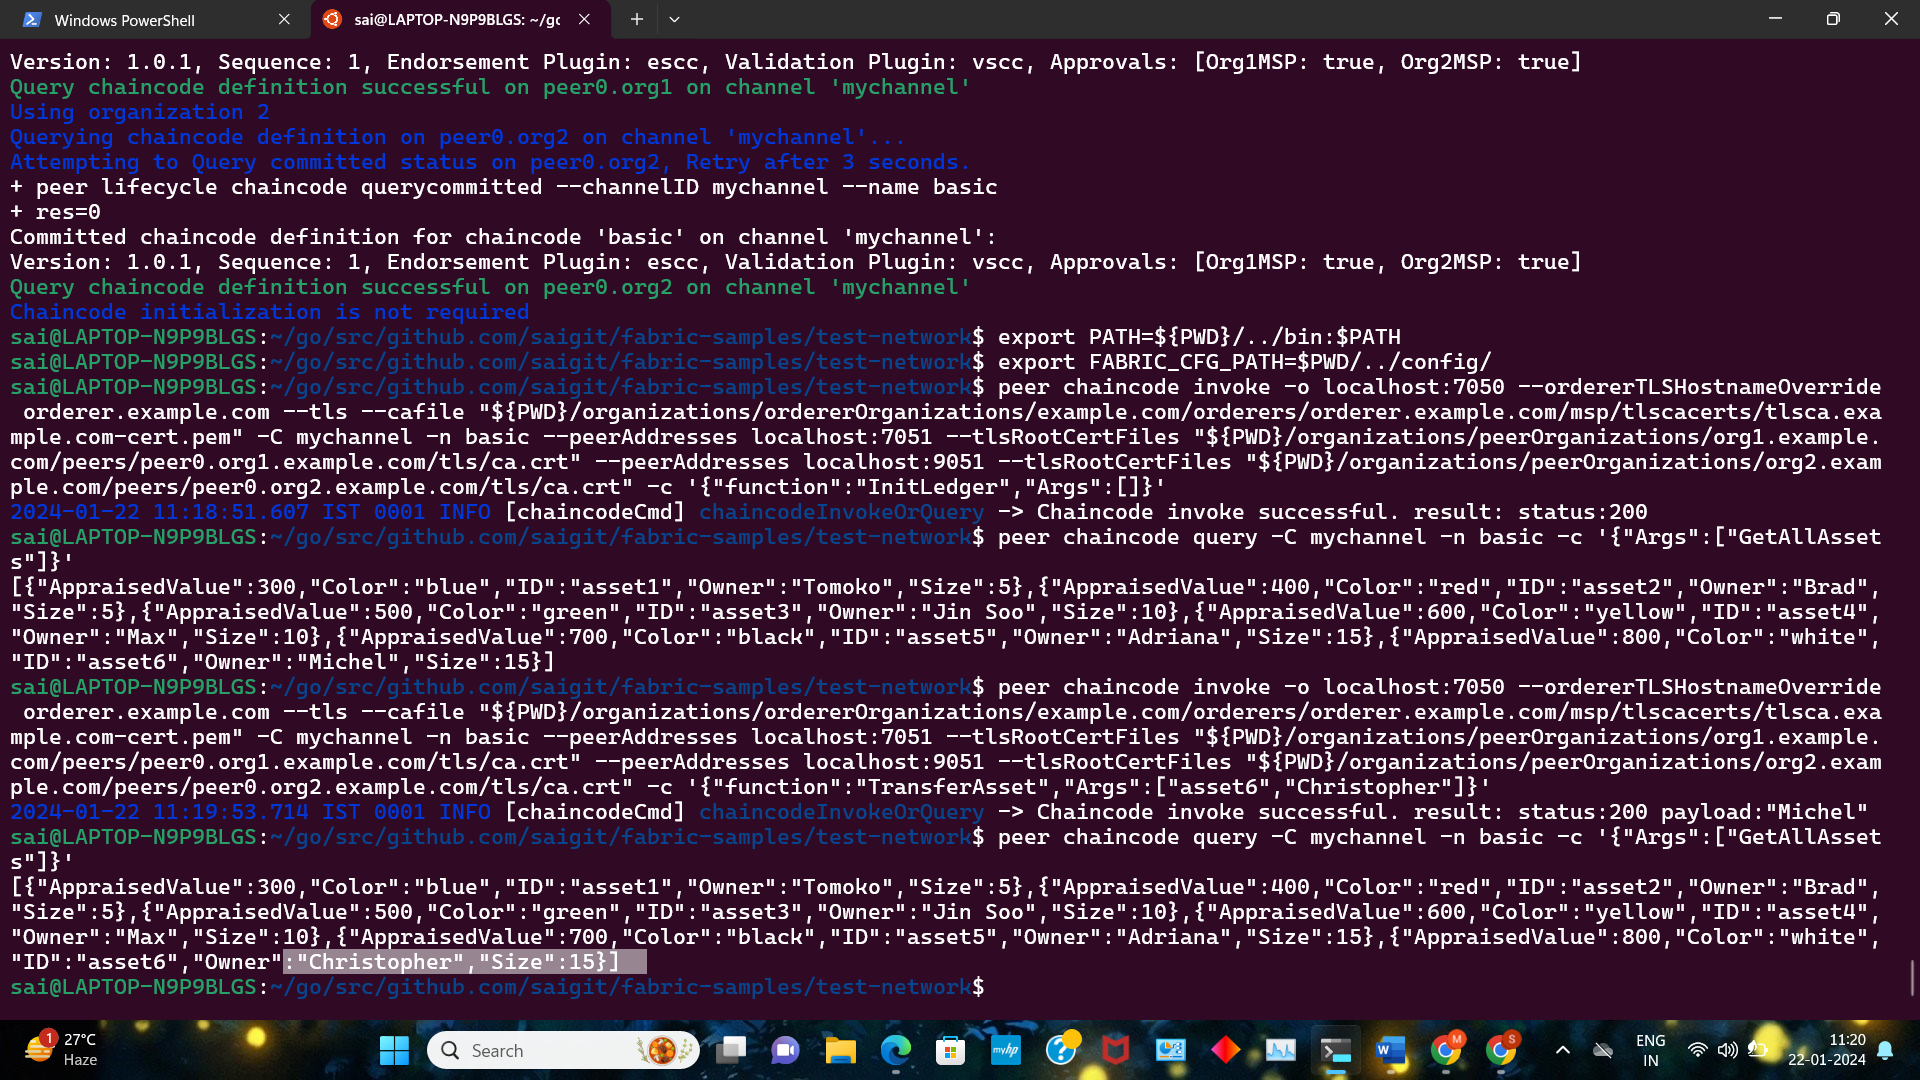 Windows PowerShell
sai@LAPTOP-N9P9BLGS: ~/gc
Version: 1.0.1, Sequence: 1, Endorsement Plugin: escc, Validation Plugin: vscc, Approvals: [Org1MSP: true, Org2MSP: true]
Query chaincode definition successful on peer0.org1 on channel 'mychannel'
Using organization 2
Querying chaincode definition on peer0.org2 on channel 'mychannel'...
Attempting to Query committed status on peer0.org2, Retry after 3 seconds.
+ peer lifecycle chaincode querycommitted --channelID mychannel --name basic
+ res=0
Committed chaincode definition for chaincode 'basic' on channel 'mychannel':
Version: 1.0.1, Sequence: 1, Endorsement Plugin: escc, Validation Plugin: vscc, Approvals: [Org1MSP: true, Org2MSP: true]
Query chaincode definition successful on peer0.org2 on channel 'mychannel'
Chaincode initialization is not required
sai@LAPTOP-N9P9BLGS:~/go/src/github.com/saigit/fabric-samples/test-network$ export PATH=${PWD}/../bin:$PATH
sai@LAPTOP-N9P9BLGS:~/go/src/github.com/saigit/fabric-samples/test-network$ export FABRIC_CFG_PATH=$PWD/../config/
sai@LAPTOP-N9P9BLGS:~/go/src/github.com/saigit/fabric-samples/test-network$ peer chaincode invoke -o localhost:7050 --ordererTLSHostnameOverride
orderer.example.com --tls --cafile "${PWD}/organizations/ordererOrganizations/example.com/orderers/orderer.example.com/msp/tlscacerts/tlsca.exa
mple.com-cert.pem" -C mychannel -n basic --peerAddresses localhost:7051 --tlsRootCertFiles "${PWD}/organizations/peerOrganizations/org1.example.
com/peers/peer0.org1.example.com/tls/ca.crt" --peerAddresses localhost:9051 --tlsRootCertFiles "${PWD}/organizations/peerOrganizations/org2.exam
ple.com/peers/peer0.org2.example.com/tls/ca.crt" -c '{"function":"InitLedger","Args":[]}'
2024-01-22 11:18:51.607 IST 0001 INFO [chaincodeCmd] chaincodeInvokeOrQuery -> Chaincode invoke successful. result: status:200
sai@LAPTOP-N9P9BLGS:~/go/src/github.com/saigit/fabric-samples/test-network$ peer chaincode query -C mychannel -n basic -c '{"Args":["GetAllAsset
s"]}'
[{"AppraisedValue":300,"Color":"blue","ID":"asset1","Owner":"Tomoko","Size":5},{"AppraisedValue":400,"Color":"red","ID":"asset2","Owner":"Brad",
"Size":5},{"AppraisedValue":500,"Color":"green","ID":"asset3","Owner":"Jin Soo","Size":10},{"AppraisedValue":600,"Color":"yellow","ID":"asset4",
"Owner":"Max","Size":10},{"AppraisedValue":700,"Color":"black","ID":"asset5","Owner":"Adriana","Size":15},{"AppraisedValue":800,"Color":"white",
"ID":"asset6","Owner":"Michel","Size":15}]
sai@LAPTOP-N9P9BLGS:~/go/src/github.com/saigit/fabric-samples/test-network$ peer chaincode invoke -o localhost:7050 --ordererTLSHostnameOverride
orderer.example.com --tls --cafile "${PWD}/organizations/ordererOrganizations/example.com/orderers/orderer.example.com/msp/tlscacerts/tlsca.exa
mple.com-cert.pem" -C mychannel -n basic --peerAddresses localhost:7051 --tlsRootCertFiles "${PWD}/organizations/peerOrganizations/org1.example.
com/peers/peer0.org1.example.com/tls/ca.crt" --peerAddresses localhost:9051 --tlsRootCertFiles "${PWD}/organizations/peerOrganizations/org2.exam
ple.com/peers/peer0.org2.example.com/tls/ca.crt" -c '{"function":"TransferAsset","Args":["asset6","Christopher"]}'
2024-01-22 11:19:53.714 IST 0001 INFO [chaincodeCmd] chaincodeInvokeOrQuery -> Chaincode invoke successful. result: status:200 payload:"Michel"
sai@LAPTOP-N9P9BLGS:~/go/src/github.com/saigit/fabric-samples/test-network$ peer chaincode query -C mychannel -n basic -c '{"Args":["GetAllAsset
s"]}'
[{"AppraisedValue":300,"Color":"blue","ID":"asset1","Owner":"Tomoko","Size":5},{"AppraisedValue":400,"Color":"red","ID":"asset2","Owner":"Brad",
"Size":5},{"AppraisedValue":500,"Color":"green","ID":"asset3","Owner":"Jin Soo","Size":10},{"AppraisedValue":600,"Color":"yellow","ID":"asset4",
"Owner":"Max","Size":10},{"AppraisedValue":700,"Color":"black","ID":"asset5","Owner":"Adriana","Size":15},{"AppraisedValue":800,"Color":"white",
"ID":"asset6","Owner":"Christopher","Size":15}]
sai@LAPTOP-N9P9BLGS:~/go/src/github.com/saigit/fabric-samples/test-network$
1
27°C
Haze
Search
myhp
W
M
S
ENG
IN
11:20
22-01-2024